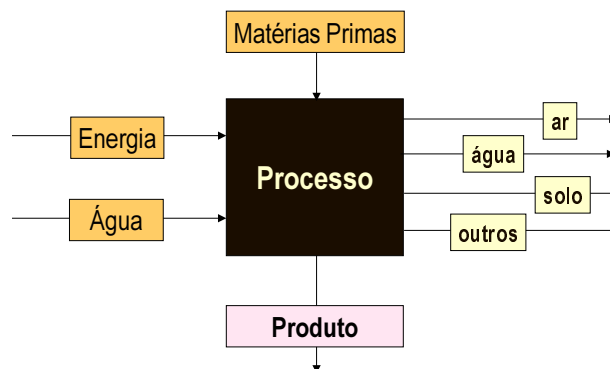 Matérias Primas
Energia
ar
água
Processo
solo
Água
outros
Produto